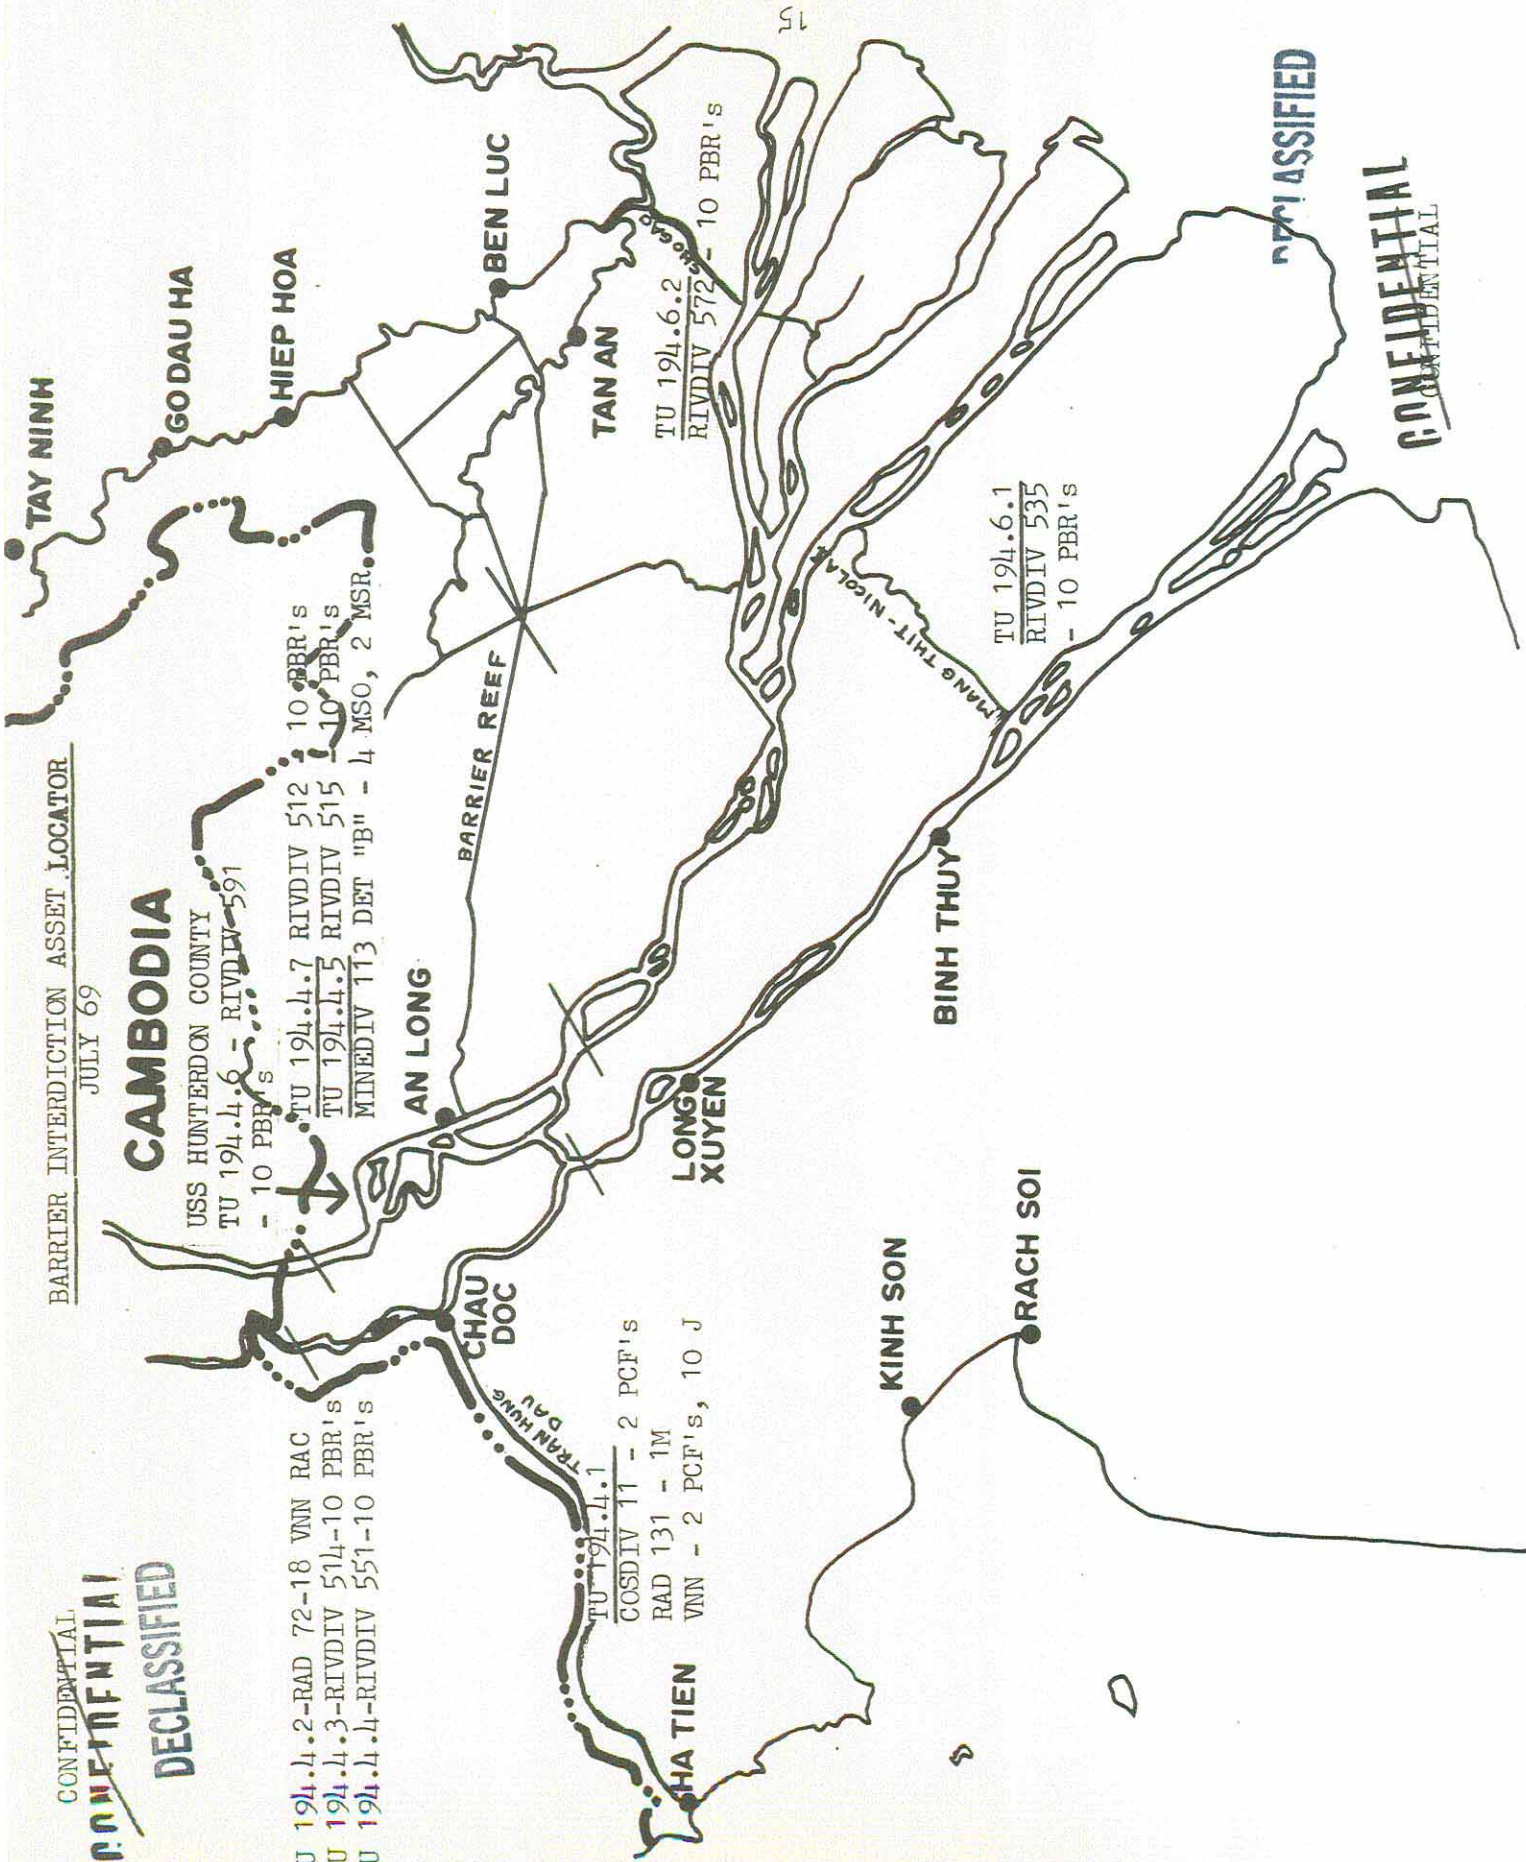 CONFIDENTIAL
CONFIDENTIAL
DECLASSIFIED
BARRIER INTERDICTION ASSET LOCATOR
JULY 69
TAY NINH
GODAU HA
HIEP HOA
BEN LUC
TAN AN
CAMBODIA
USS HUNTERDON COUNTY
TU 194.4.6 - RIVDIV 591
- 10 PBR's
TU 194.4.7 RIVDIV 512 - 10 PBR's
TU 194.4.5 RIVDIV 515 - 10 PBR's
MINEDIV 113 DET "B" - 4 MSO, 2 MSR
U 194.4.2-RAD 72-18 VNN RAC
U 194.4.3-RIVDIV 514-10 PBR's
U 194.4.4-RIVDIV 551-10 PBR's
AN LONG
BARRIER REEF
CHAU
DOC
TRAN HUNG
DAU
TU 194.4.1
COSDIV 11 - 2 PCF's
RAD 131 - 1M
VNN - 2 PCF's, 10 J
HA TIEN
LONG
XUYEN
TU 194.6.2
RIVDIV 572 - 10 PBR's
CHOGAO
MANG THIT-NICOLAI
TU 194.6.1
RIVDIV 535
- 10 PBR's
BINH THUY
KINH SON
RACH SOI
DECLASSIFIED
CONFIDENTIAL
CONFIDENTIAL
15